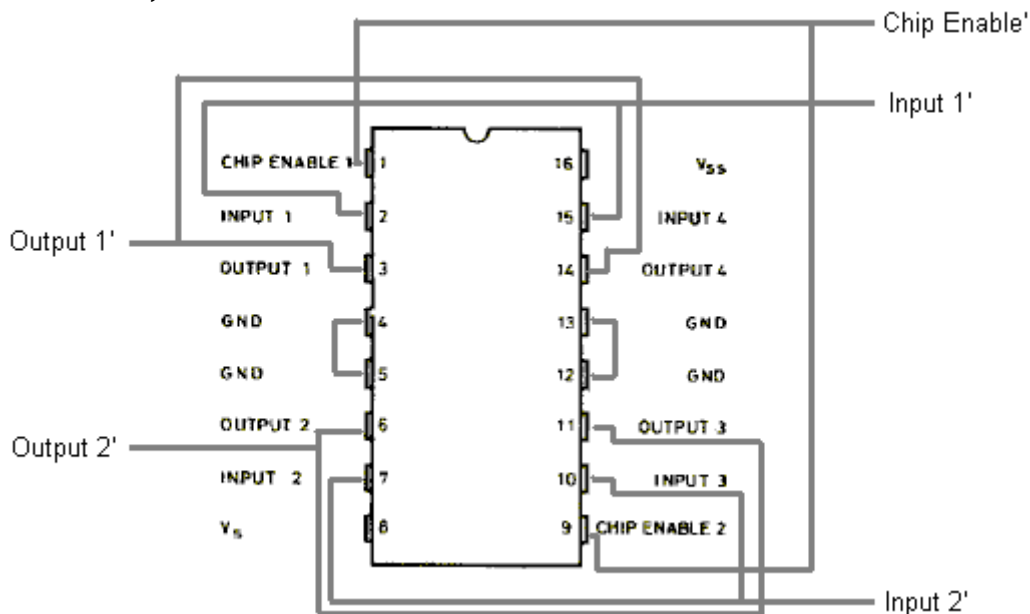 Chip Enable'
Input 1'
CHIP ENABLE 1
1
16
VSS
INPUT 1
2
15
INPUT 4
Output 1'
OUTPUT 1
3
14
OUTPUT 4
GND
4
13
GND
GND
5
12
GND
OUTPUT 2
6
11
OUTPUT 3
Output 2'
INPUT 2
7
10
INPUT 3
VS
8
9
CHIP ENABLE 2
Input 2'